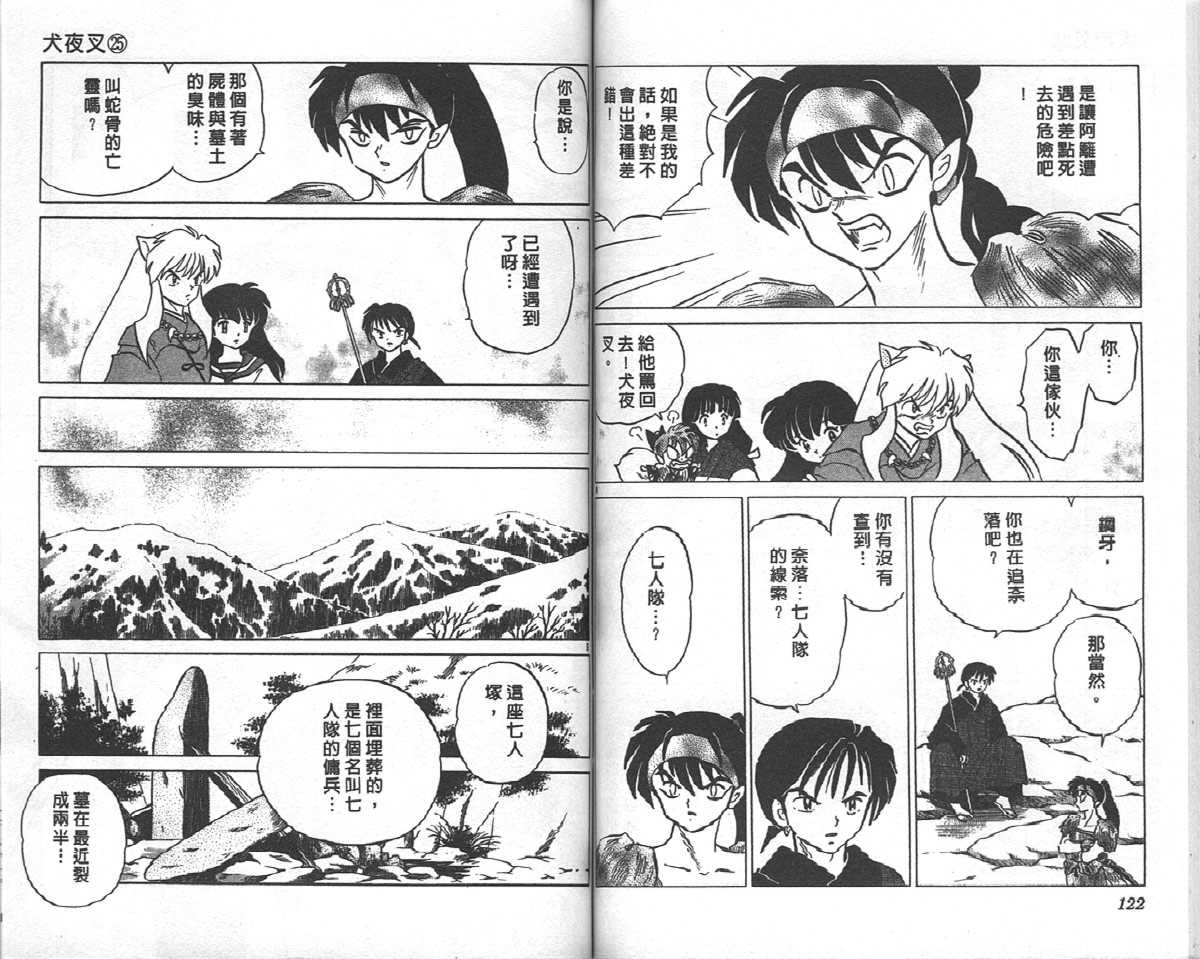 犬夜叉㉕
是讓阿籬遭
遇到差點死
去的危險吧
！
如果是我的
話，絕對不
會出這種差
錯！
你…
你這傢伙…
給他罵回
去！犬夜
叉。
鋼牙，
你也在追奈
落吧？
那當然。
你有沒有
查到…
奈落…七人隊
的線索？
七人隊…？
122
你是說…
那個有著
屍體與墓土
的臭味…
叫蛇骨的亡
靈嗎？
已經遭遇到
了呀…
這座七人
塚，
裡面埋葬的，
是七個名叫七
人隊的傭兵…
墓在最近裂
成兩半…